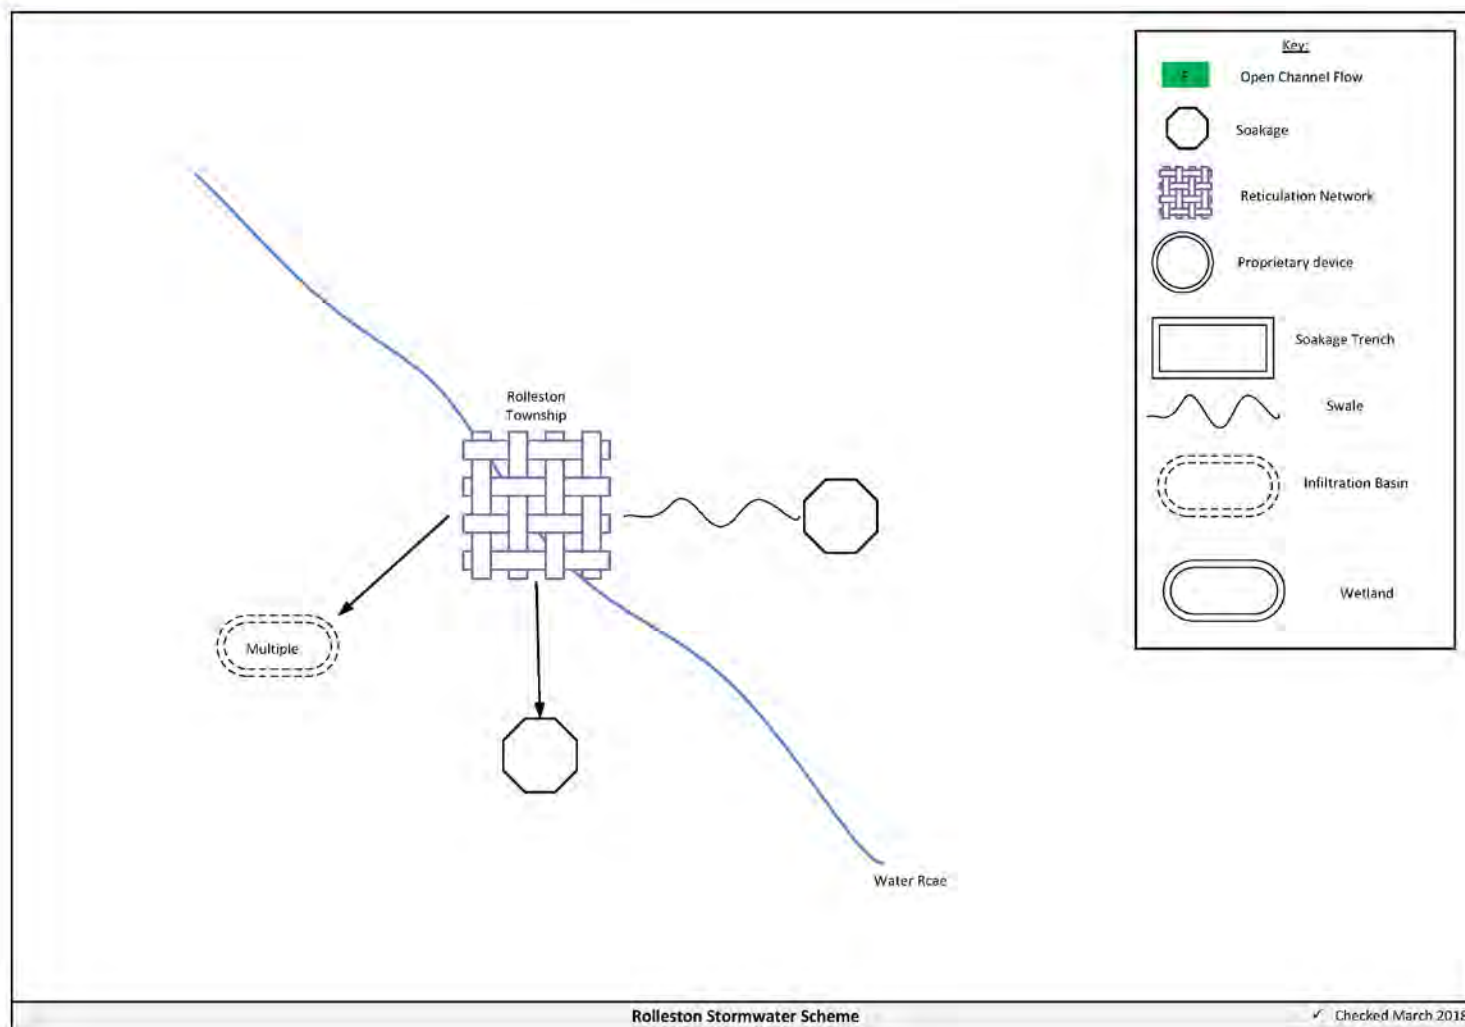 Key:
F
Open Channel Flow
Soakage
Reticulation Network
Proprietary device
Soakage Trench
Swale
Infiltration Basin
Wetland
Rolleston
Township
Multiple
Water Rcae
Rolleston Stormwater Scheme
✓ Checked March 2018